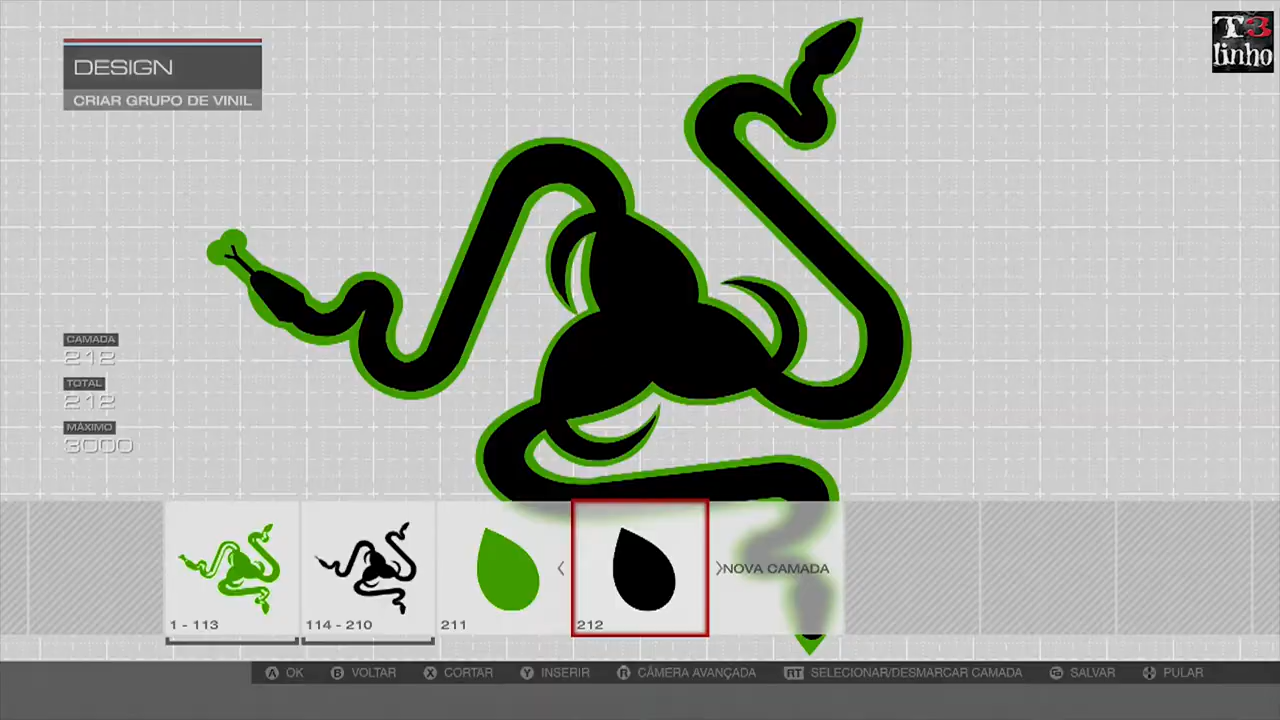 T3
linho
DESIGN
CRIAR GRUPO DE VINIL
CAMADA
212
TOTAL
212
MÁXIMO
3000
1 - 113
114 - 210
211
212
NOVA CAMADA
A OK
B VOLTAR
X CORTAR
Y INSERIR
R CÂMERA AVANÇADA
RT SELECIONAR/DESMARCAR CAMADA
SALVAR
PULAR